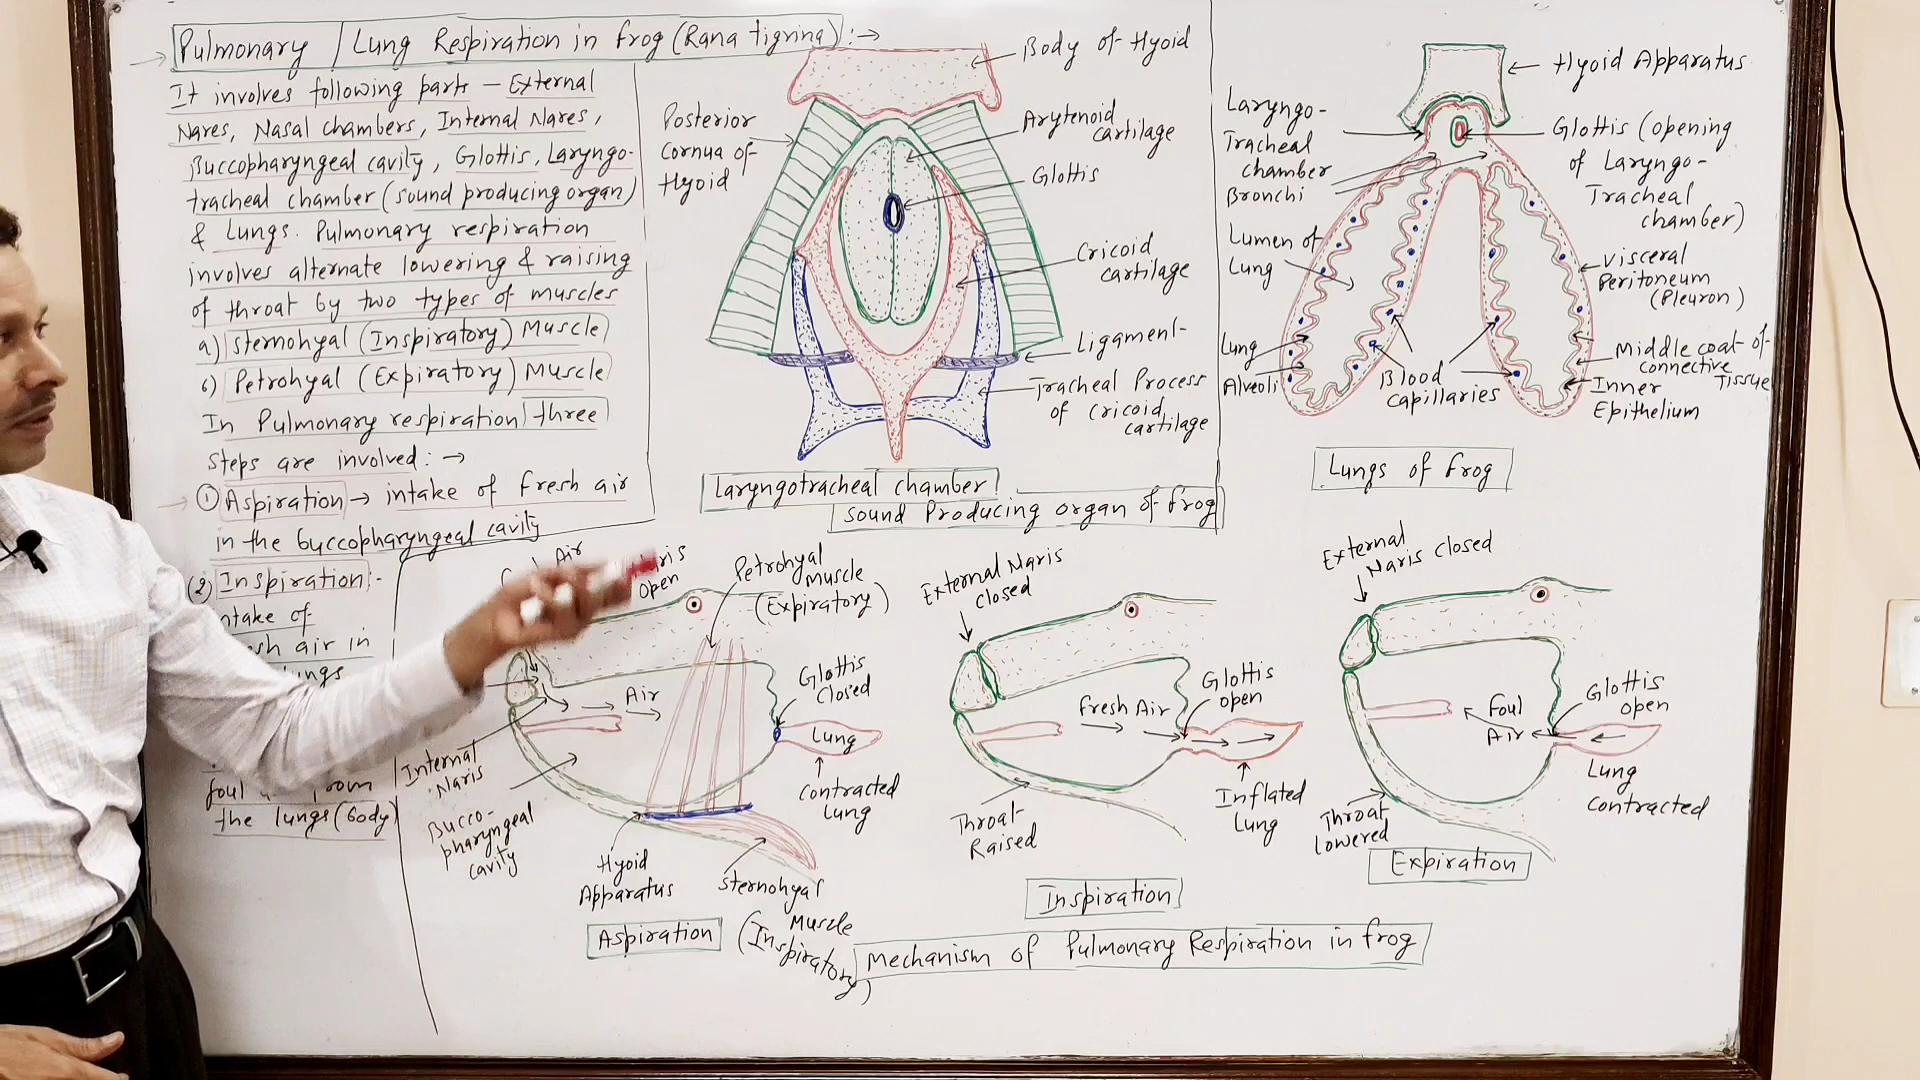 Pulmonary / Lung Respiration in frog (Rana tigrina) :→
It involves following parts – External
Nares, Nasal chambers, Internal Nares,
Buccopharyngeal cavity, Glottis, Laryngo-
tracheal chamber (sound producing organ)
& Lungs. Pulmonary respiration
involves alternate lowering & raising
of throat by two types of muscles
a) Sternohyal (Inspiratory) Muscle
b) Petrohyal (Expiratory) Muscle
In Pulmonary respiration three
steps are involved :→
① Aspiration → intake of fresh air
in the buccopharyngeal cavity
(2) Inspiration :-
intake of
air in
foul
the lungs (body)
Body of Hyoid
Posterior
Cornua of
Hyoid
Arytenoid
cartilage
Glottis
Cricoid
cartilage
Ligament
Tracheal Process
of cricoid
cartilage
Laryngotracheal chamber
Sound Producing organ of frog
Hyoid Apparatus
Laryngo-
Tracheal
chamber
Bronchi
Glottis (opening
of Laryngo-
Tracheal
chamber)
Lumen of
Lung
Visceral
Peritoneum
(Pleuron)
Lung
Alveoli
Blood
capillaries
Middle coat of
connective
Tissue
Inner
Epithelium
Lungs of frog
Air
Open
Petrohyal
Muscle
(Expiratory)
Air
Glottis
closed
Lung
contracted
Lung
Internal
Naris
Bucco-
pharyngeal
cavity
Hyoid
Apparatus
Sternohyal
Muscle
(Inspiratory)
Aspiration
External Naris
closed
Fresh Air
Glottis
open
Inflated
Lung
Throat
Raised
Inspiration
External
Naris closed
Glottis
open
Foul
Air
Lung
contracted
Throat
lowered
Expiration
Mechanism of Pulmonary Respiration in frog